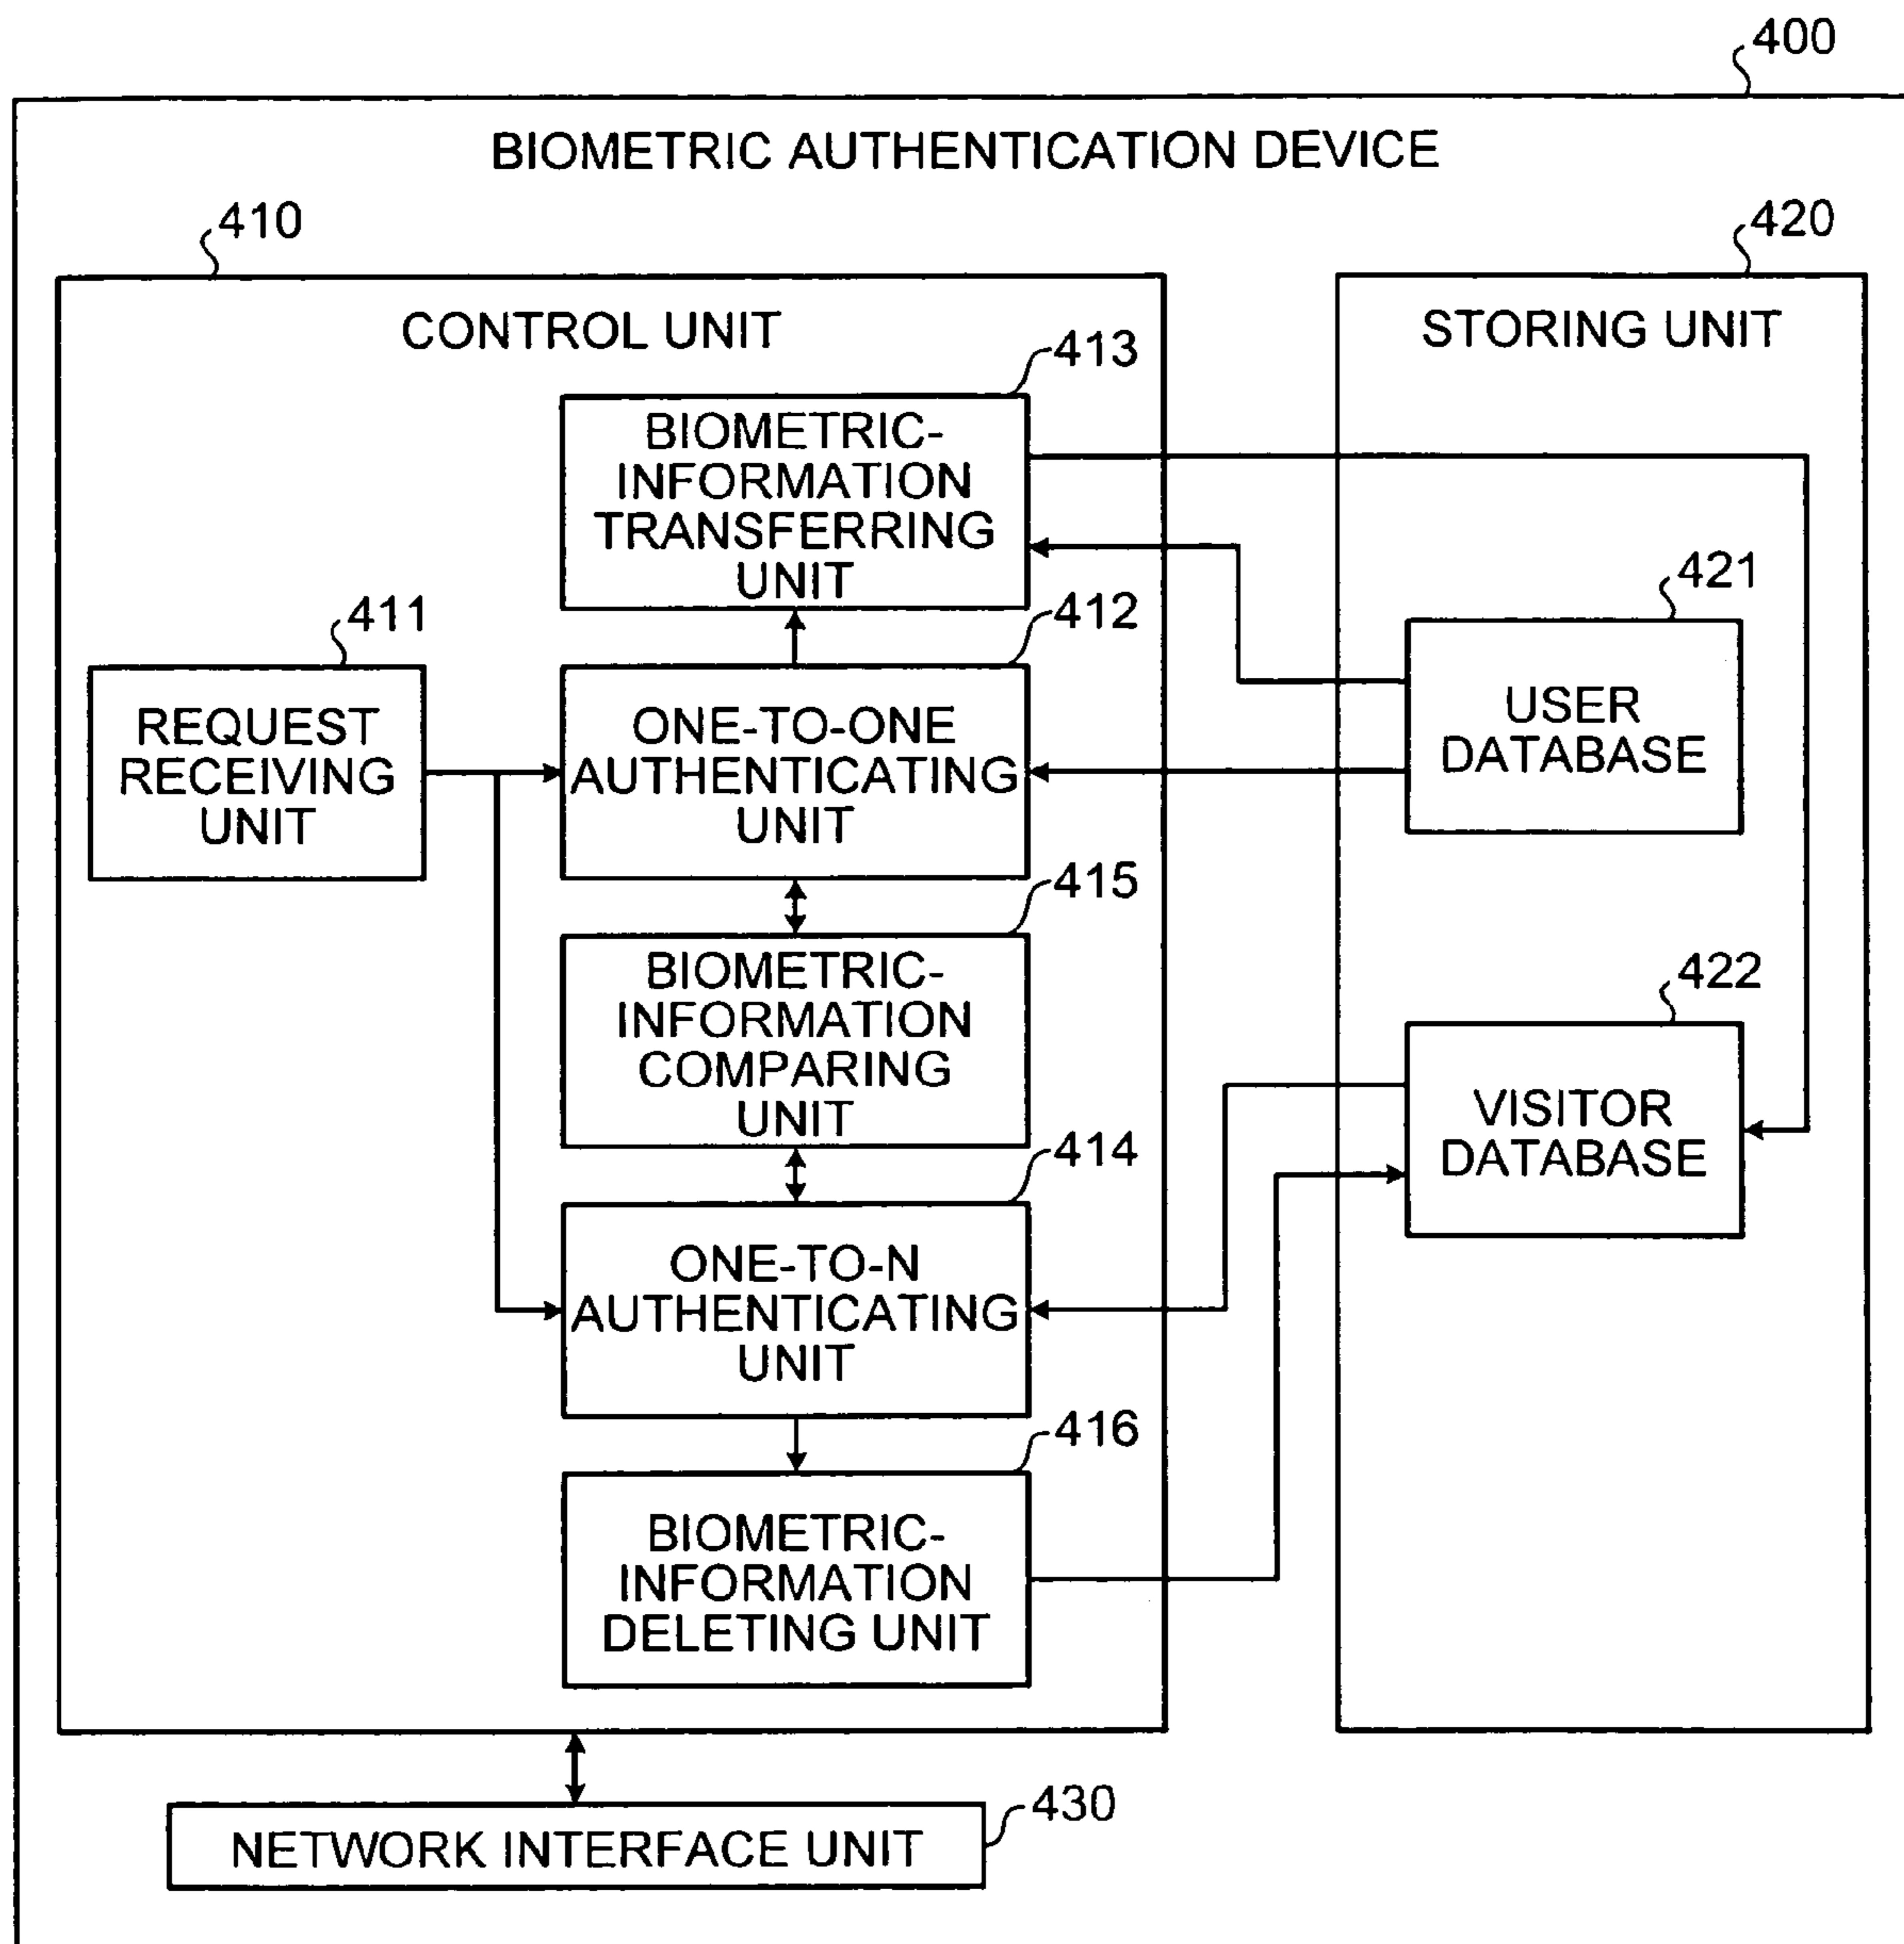 400
BIOMETRIC AUTHENTICATION DEVICE
410
420
CONTROL UNIT
STORING UNIT
413
BIOMETRIC-
INFORMATION
TRANSFERRING
UNIT
421
411
412
REQUEST
RECEIVING
UNIT
ONE-TO-ONE
AUTHENTICATING
UNIT
USER
DATABASE
415
BIOMETRIC-
INFORMATION
COMPARING
UNIT
422
VISITOR
DATABASE
414
ONE-TO-N
AUTHENTICATING
UNIT
416
BIOMETRIC-
INFORMATION
DELETING UNIT
430
NETWORK INTERFACE UNIT